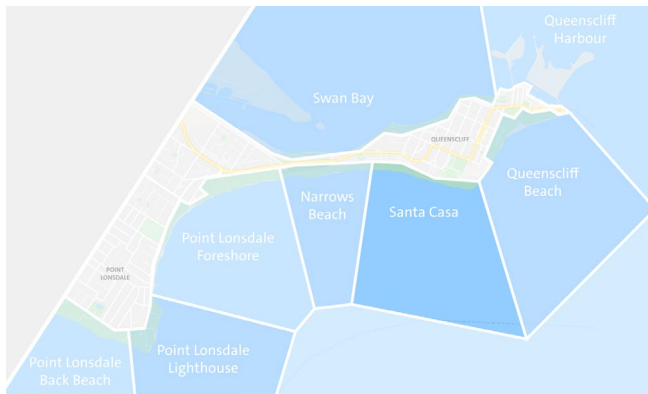 Queenscliff
Harbour
Swan Bay
QUEENSCLIFF
Queenscliff
Beach
Narrows
Beach
Santa Casa
Point Lonsdale
Foreshore
POINT
LONSDALE
Point Lonsdale
Lighthouse
Point Lonsdale
Back Beach